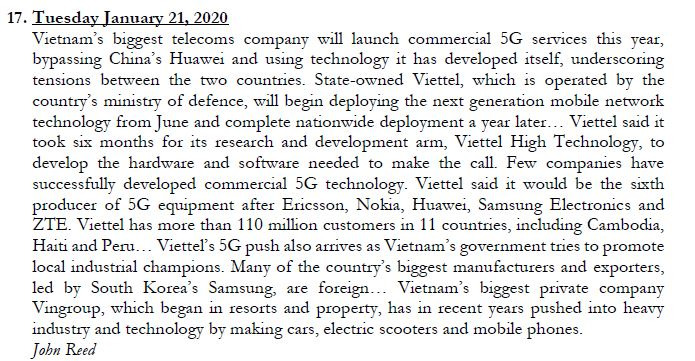 17. Tuesday January 21, 2020
Vietnam's biggest telecoms company will launch commercial 5G services this year,
bypassing China's Huawei and using technology it has developed itself, underscoring
tensions between the two countries. State-owned Viettel, which is operated by the
country's ministry of defence, will begin deploying the next generation mobile network
technology from June and complete nationwide deployment a year later… Viettel said it
took six months for its research and development arm, Viettel High Technology, to
develop the hardware and software needed to make the call. Few companies have
successfully developed commercial 5G technology. Viettel said it would be the sixth
producer of 5G equipment after Ericsson, Nokia, Huawei, Samsung Electronics and
ZTE. Viettel has more than 110 million customers in 11 countries, including Cambodia,
Haiti and Peru… Viettel's 5G push also arrives as Vietnam's government tries to promote
local industrial champions. Many of the country's biggest manufacturers and exporters,
led by South Korea's Samsung, are foreign… Vietnam's biggest private company
Vingroup, which began in resorts and property, has in recent years pushed into heavy
industry and technology by making cars, electric scooters and mobile phones.
John Reed